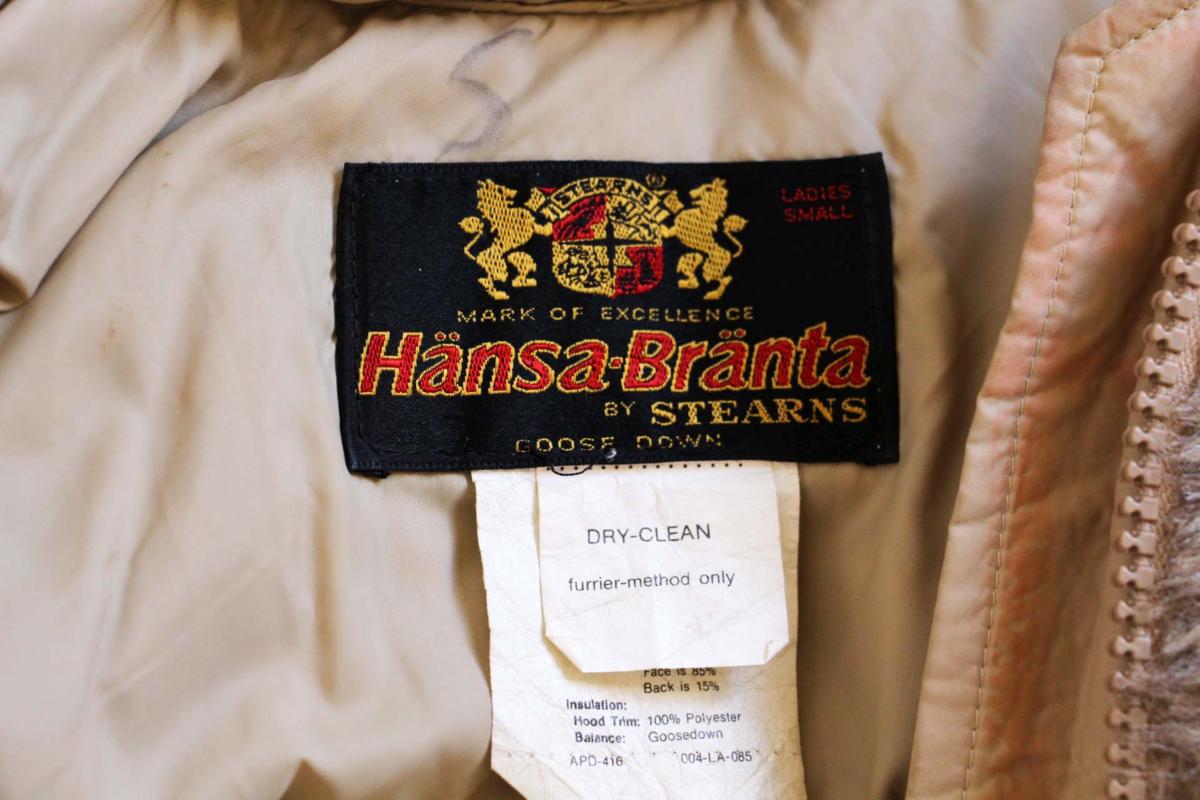 S
STEARNS
®
LADIES
SMALL
MARK OF EXCELLENCE
Hänsa·Bränta
BY STEARNS
GOOSE DOWN
DRY-CLEAN
furrier-method only
Face is 85%
Back is 15%
Insulation:
Hood Trim: 100% Polyester
Balance: Goosedown
APD-416 004-LA-085